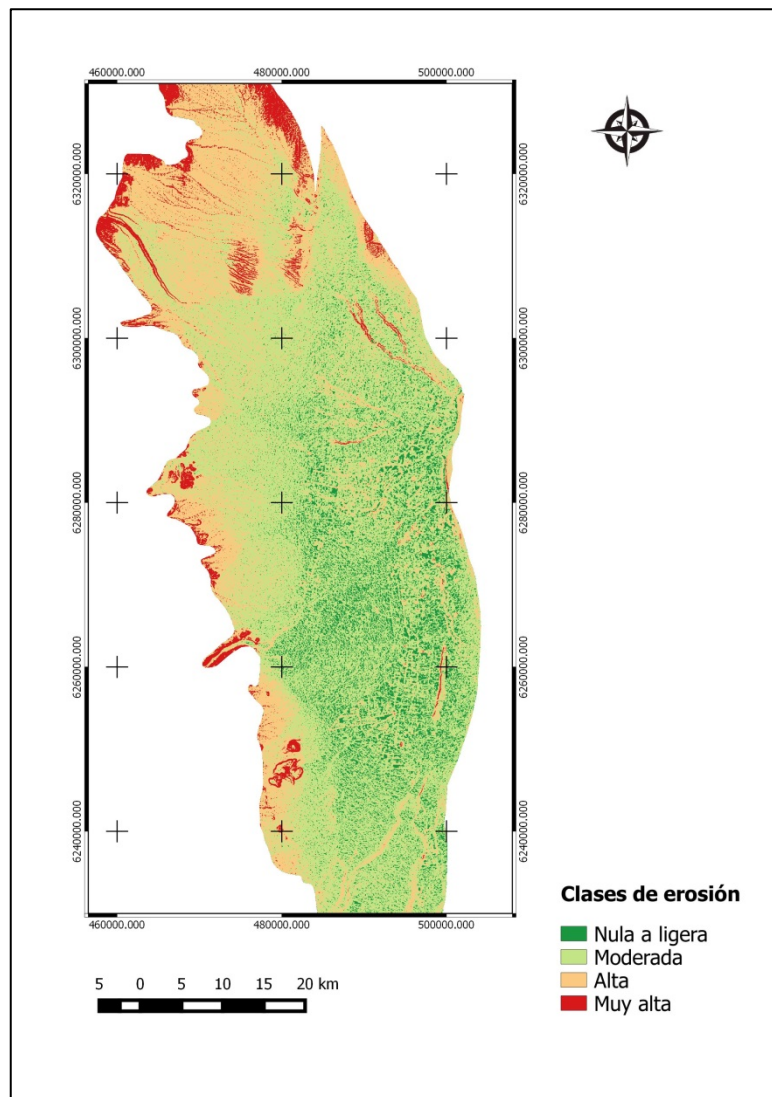 460000.000 480000.000 500000.000
6320000.000 6320000.000
6300000.000 6300000.000
6280000.000 6280000.000
6260000.000 6260000.000
6240000.000 6240000.000
460000.000 480000.000 500000.000
Clases de erosión
Nula a ligera
Moderada
Alta
Muy alta
5 0 5 10 15 20 km